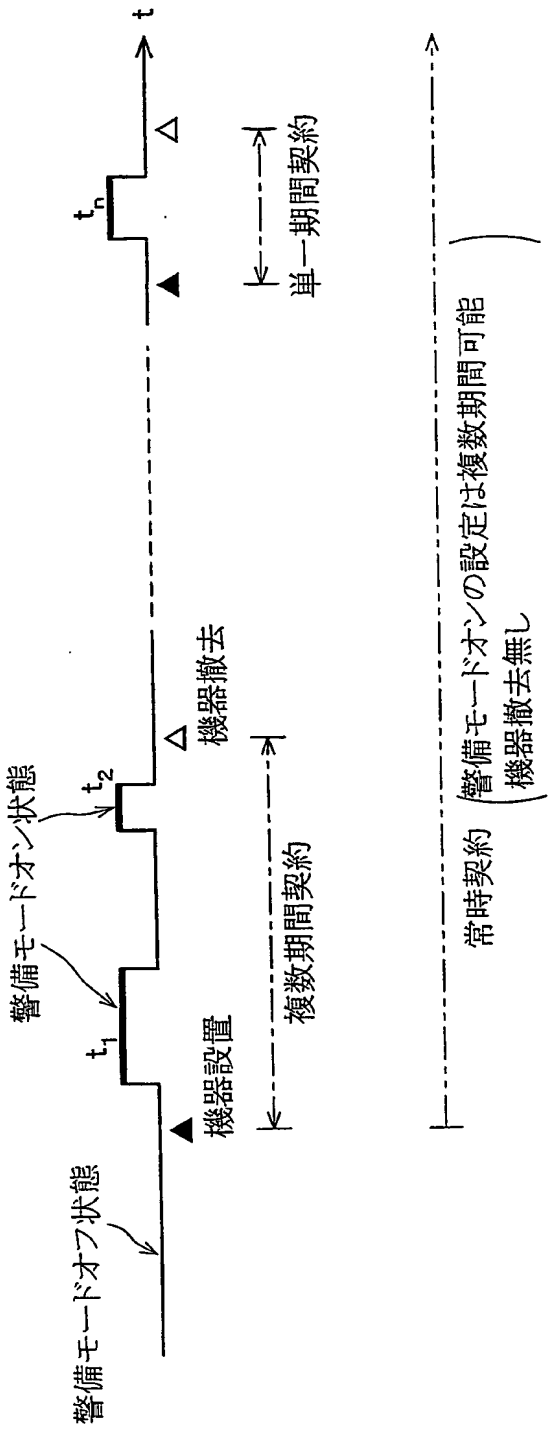 警備モードオフ状態
警備モードオン状態
t1
t2
tn
t
機器設置
機器撤去
複数期間契約
単一期間契約
常時契約
(警備モードオンの設定は複数期間可能
機器撤去無し)